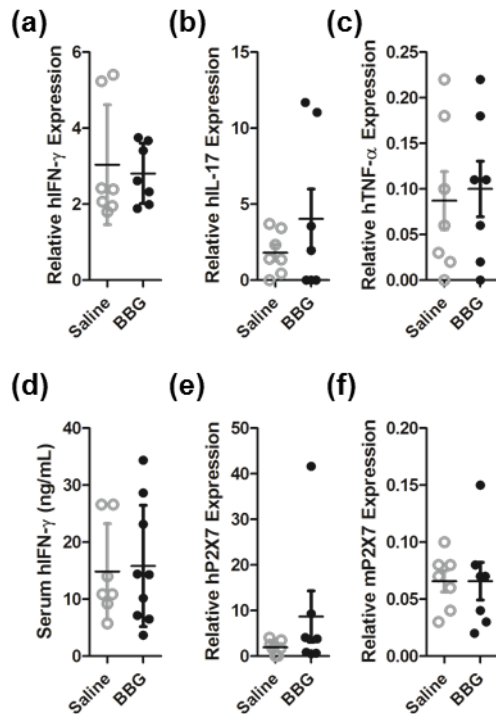 (a)
Relative hIFN-γ Expression
6
4
2
0
Saline
BBG
(b)
Relative hIL-17 Expression
15
10
5
0
Saline
BBG
(c)
Relative hTNF-α Expression
0.25
0.20
0.15
0.10
0.05
0.00
Saline
BBG
(d)
Serum hIFN-γ (ng/mL)
40
30
20
10
0
Saline
BBG
(e)
Relative hP2X7 Expression
50
40
30
20
10
0
Saline
BBG
(f)
Relative mP2X7 Expression
0.20
0.15
0.10
0.05
0.00
Saline
BBG